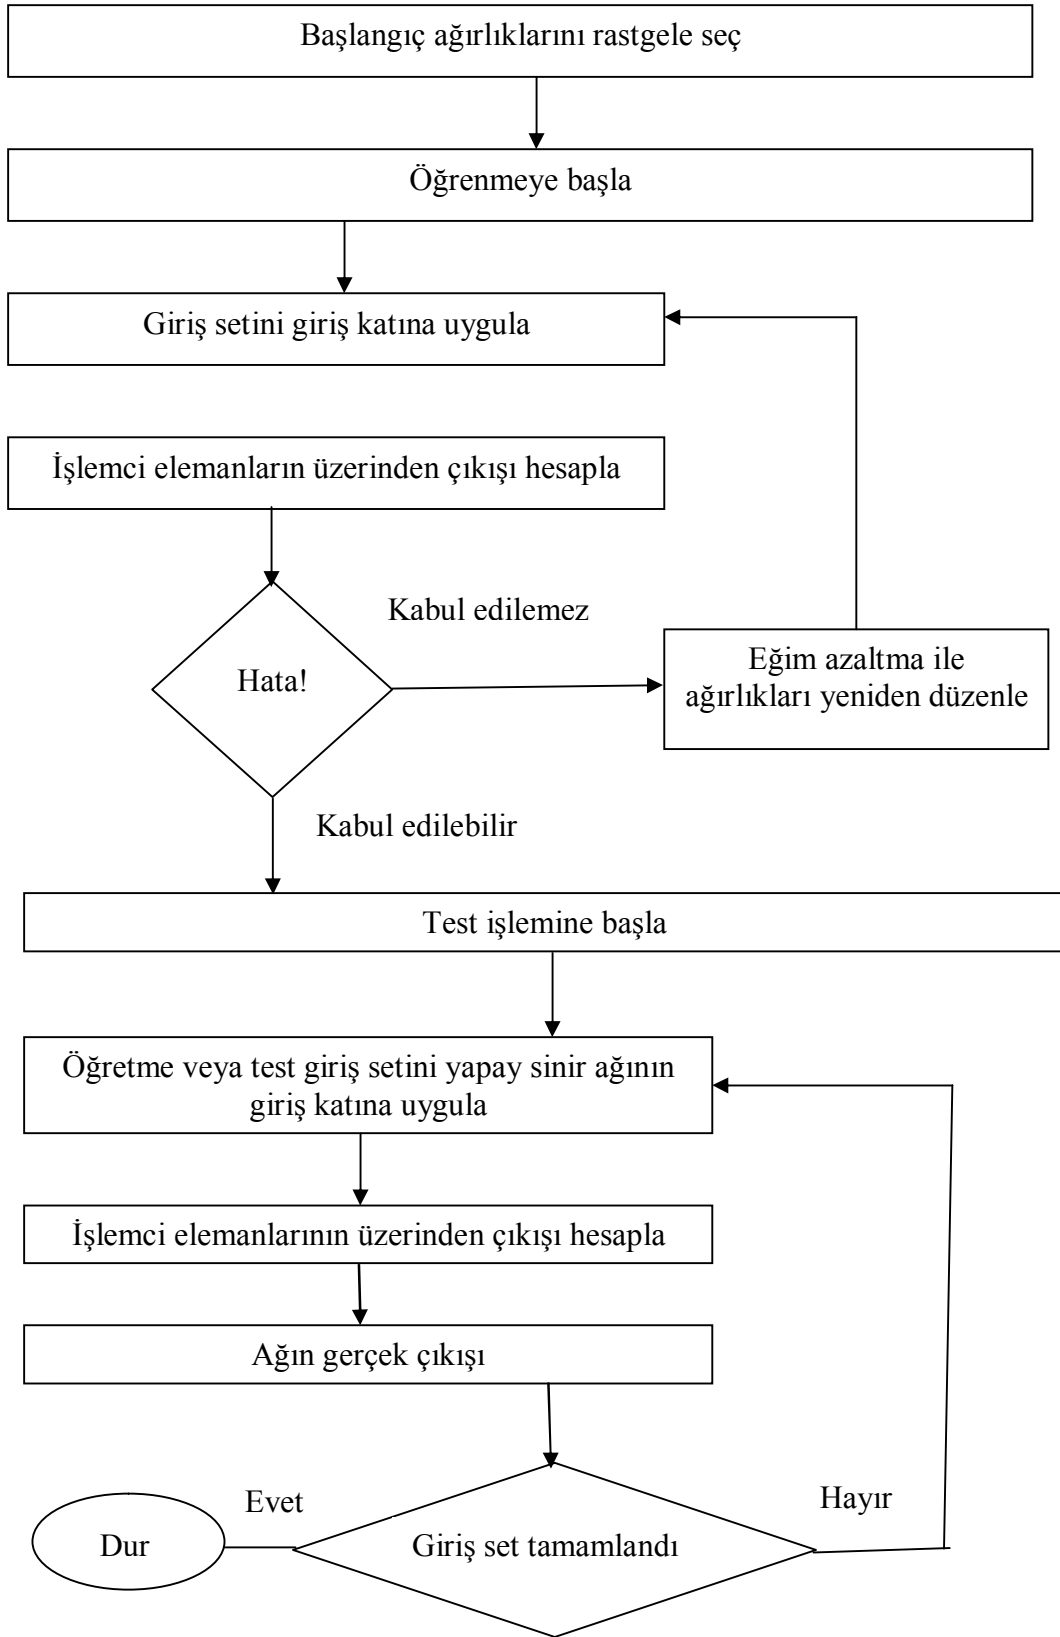 Başlangıç ağırlıklarını rastgele seç
Öğrenmeye başla
Giriş setini giriş katına uygula
İşlemci elemanların üzerinden çıkışı hesapla
Kabul edilemez
Hata!
Eğim azaltma ile
ağırlıkları yeniden düzenle
Kabul edilebilir
Test işlemine başla
Öğretme veya test giriş setini yapay sinir ağının
giriş katına uygula
İşlemci elemanlarının üzerinden çıkışı hesapla
Ağın gerçek çıkışı
Evet
Hayır
Dur
Giriş set tamamlandı